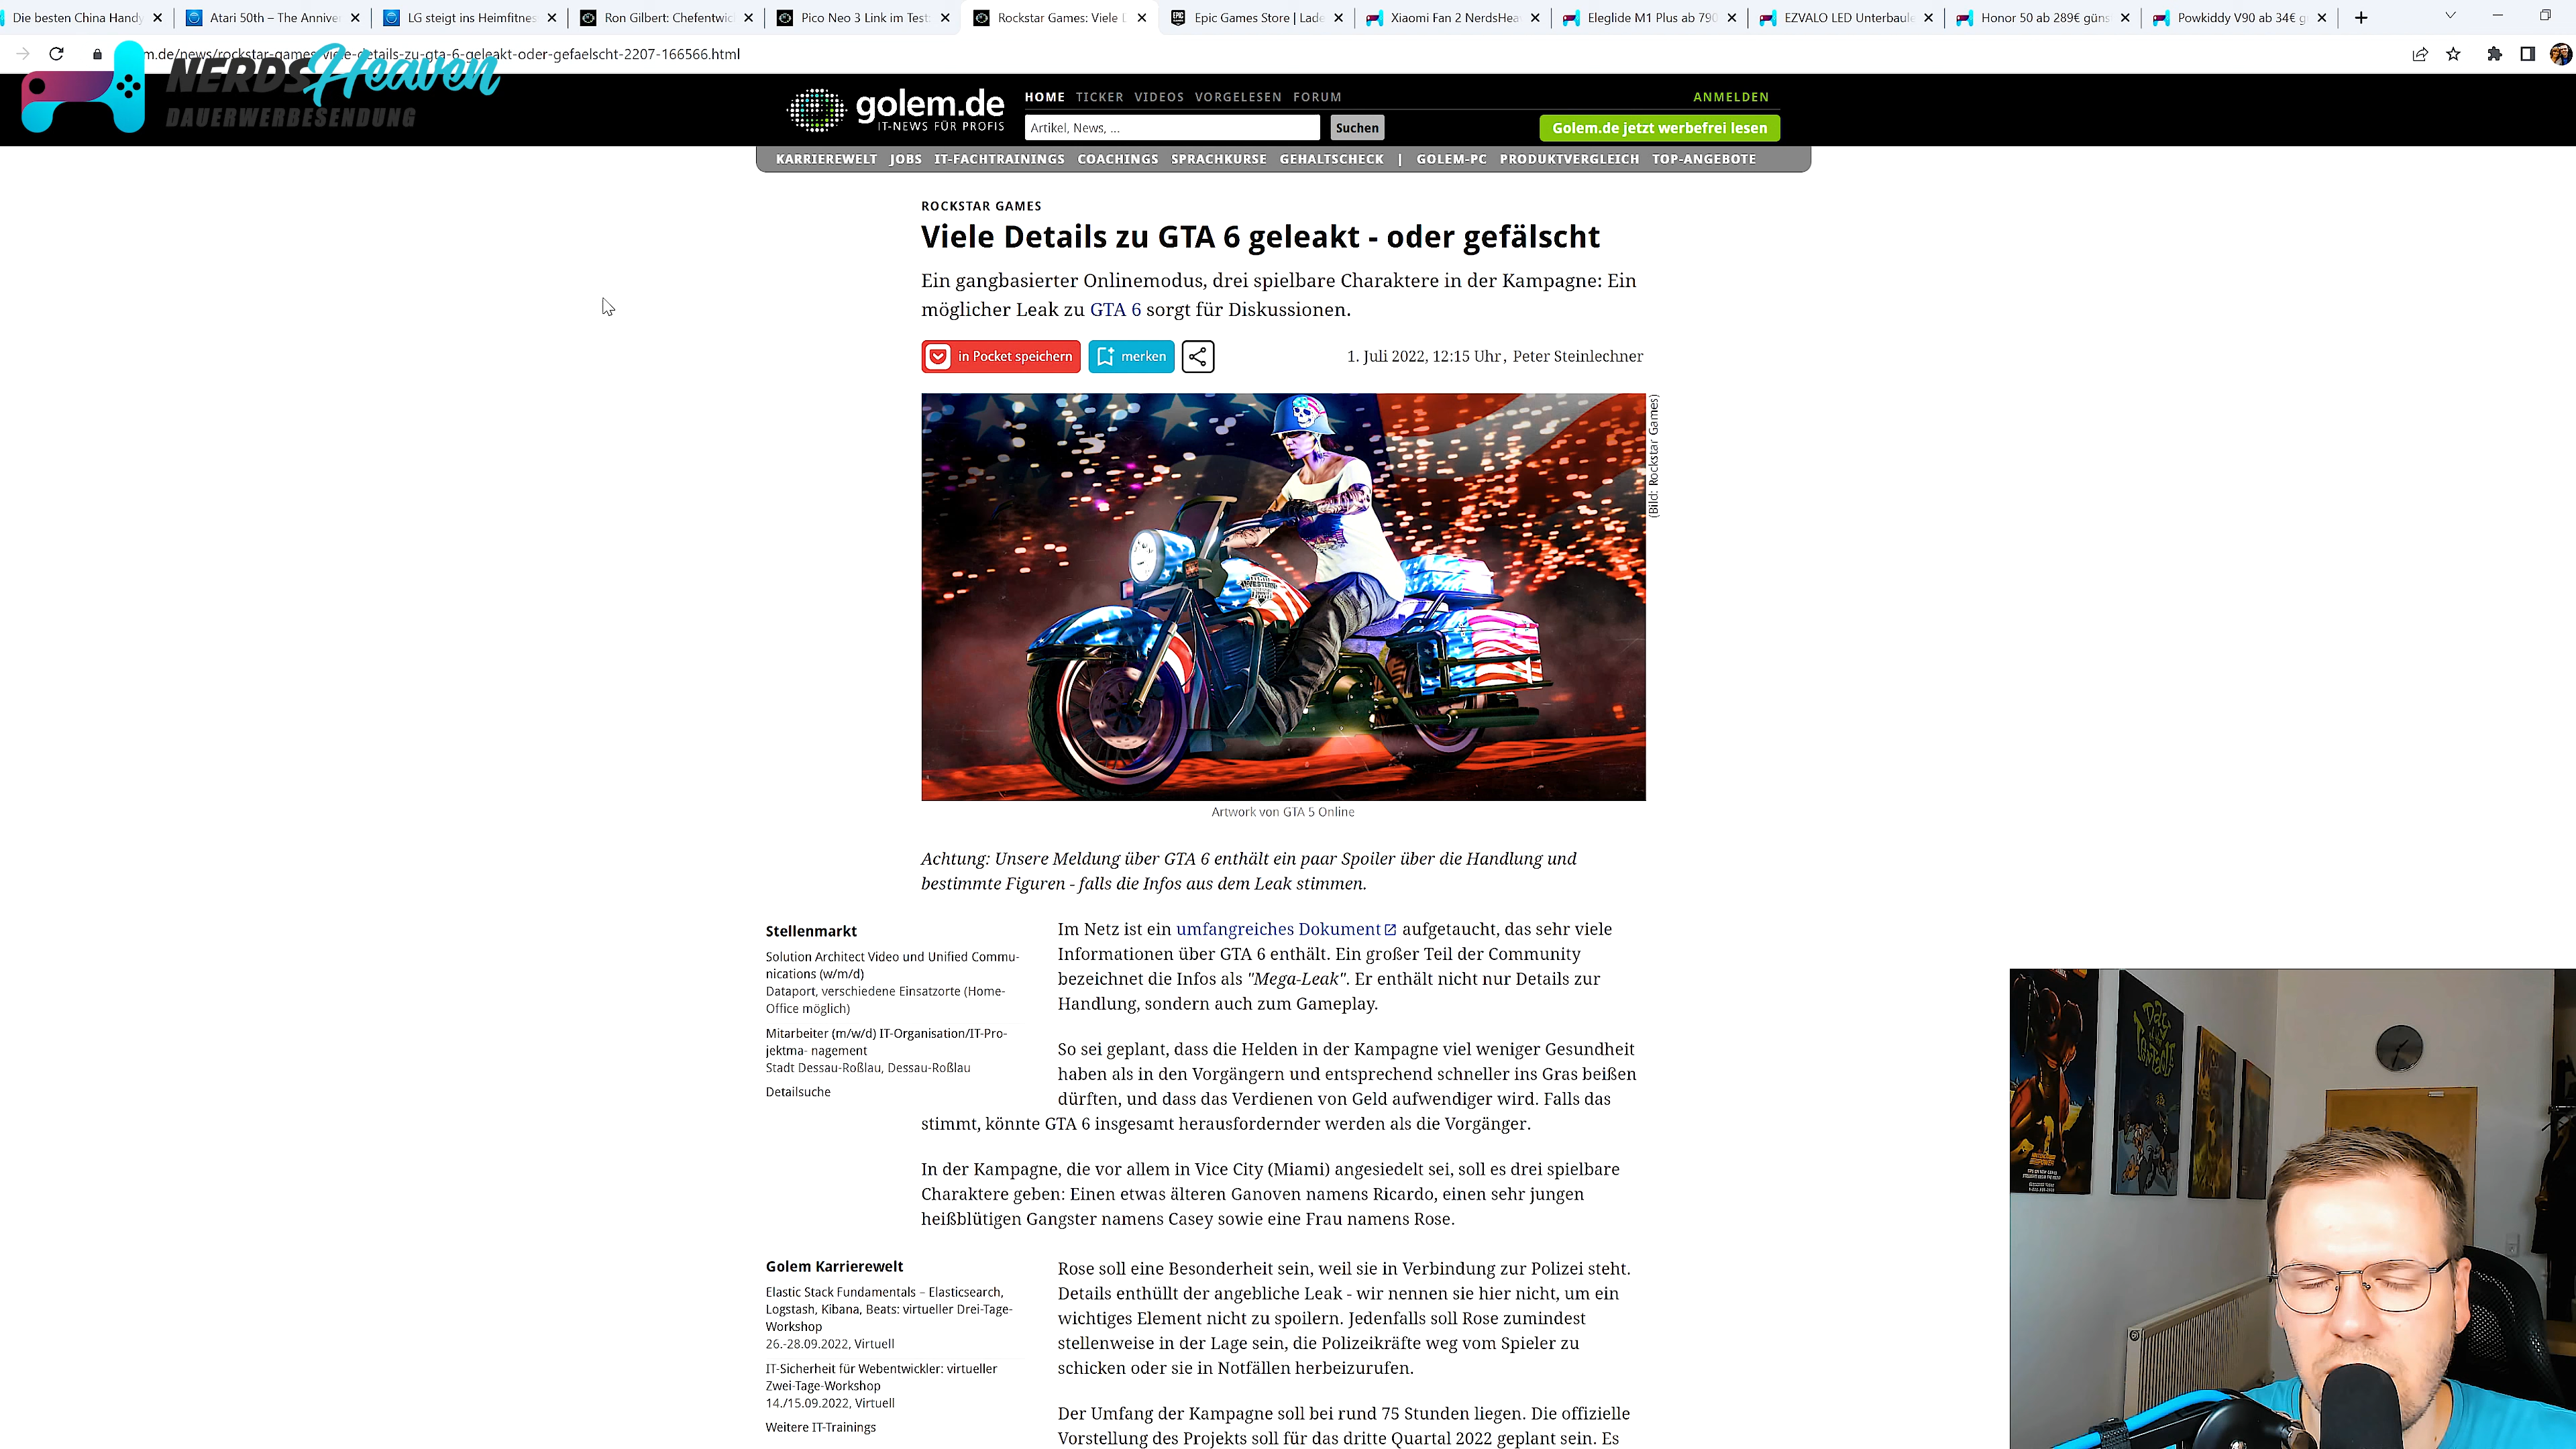 Die besten China Handy
Atari 50th – The Anniver
LG steigt ins Heimfitnes
Ron Gilbert: Chefentwic
Pico Neo 3 Link im Test:
Rockstar Games: Viele
Epic Games Store | Lade
Xiaomi Fan 2 NerdsHea
Eleglide M1 Plus ab 790
EZVALO LED Unterbaule
Honor 50 ab 289€ güns
Powkiddy V90 ab 34€ g
m.de/news/rockstar-games-viele-details-zu-gta-6-geleakt-oder-gefaelscht-2207-166566.html
NERDSHeaven
DAUERWERBESENDUNG
golem.de
IT-NEWS FÜR PROFIS
HOME TICKER VIDEOS VORGELESEN FORUM
ANMELDEN
Artikel, News, ...
Suchen
Golem.de jetzt werbefrei lesen
KARRIEREWELT JOBS IT-FACHTRAININGS COACHINGS SPRACHKURSE GEHALTSCHECK | GOLEM-PC PRODUKTVERGLEICH TOP-ANGEBOTE
ROCKSTAR GAMES
Viele Details zu GTA 6 geleakt - oder gefälscht
Ein gangbasierter Onlinemodus, drei spielbare Charaktere in der Kampagne: Ein
möglicher Leak zu GTA 6 sorgt für Diskussionen.
in Pocket speichern
merken
1. Juli 2022, 12:15 Uhr, Peter Steinlechner
(Bild: Rockstar Games)
Artwork von GTA 5 Online
Achtung: Unsere Meldung über GTA 6 enthält ein paar Spoiler über die Handlung und
bestimmte Figuren - falls die Infos aus dem Leak stimmen.
Stellenmarkt
Solution Architect Video und Unified Commu-
nications (w/m/d)
Dataport, verschiedene Einsatzorte (Home-
Office möglich)
Mitarbeiter (m/w/d) IT-Organisation/IT-Pro-
jektma- nagement
Stadt Dessau-Roßlau, Dessau-Roßlau
Detailsuche
Im Netz ist ein umfangreiches Dokument aufgetaucht, das sehr viele
Informationen über GTA 6 enthält. Ein großer Teil der Community
bezeichnet die Infos als "Mega-Leak". Er enthält nicht nur Details zur
Handlung, sondern auch zum Gameplay.
So sei geplant, dass die Helden in der Kampagne viel weniger Gesundheit
haben als in den Vorgängern und entsprechend schneller ins Gras beißen
dürften, und dass das Verdienen von Geld aufwendiger wird. Falls das
stimmt, könnte GTA 6 insgesamt herausfordernder werden als die Vorgänger.
In der Kampagne, die vor allem in Vice City (Miami) angesiedelt sei, soll es drei spielbare
Charaktere geben: Einen etwas älteren Ganoven namens Ricardo, einen sehr jungen
heißblütigen Gangster namens Casey sowie eine Frau namens Rose.
Golem Karrierewelt
Elastic Stack Fundamentals – Elasticsearch,
Logstash, Kibana, Beats: virtueller Drei-Tage-
Workshop
26.-28.09.2022, Virtuell
IT-Sicherheit für Webentwickler: virtueller
Zwei-Tage-Workshop
14./15.09.2022, Virtuell
Weitere IT-Trainings
Rose soll eine Besonderheit sein, weil sie in Verbindung zur Polizei steht.
Details enthüllt der angebliche Leak - wir nennen sie hier nicht, um ein
wichtiges Element nicht zu spoilern. Jedenfalls soll Rose zumindest
stellenweise in der Lage sein, die Polizeikräfte weg vom Spieler zu
schicken oder sie in Notfällen herbeizurufen.
Der Umfang der Kampagne soll bei rund 75 Stunden liegen. Die offizielle
Vorstellung des Projekts soll für das dritte Quartal 2022 geplant sein. Es